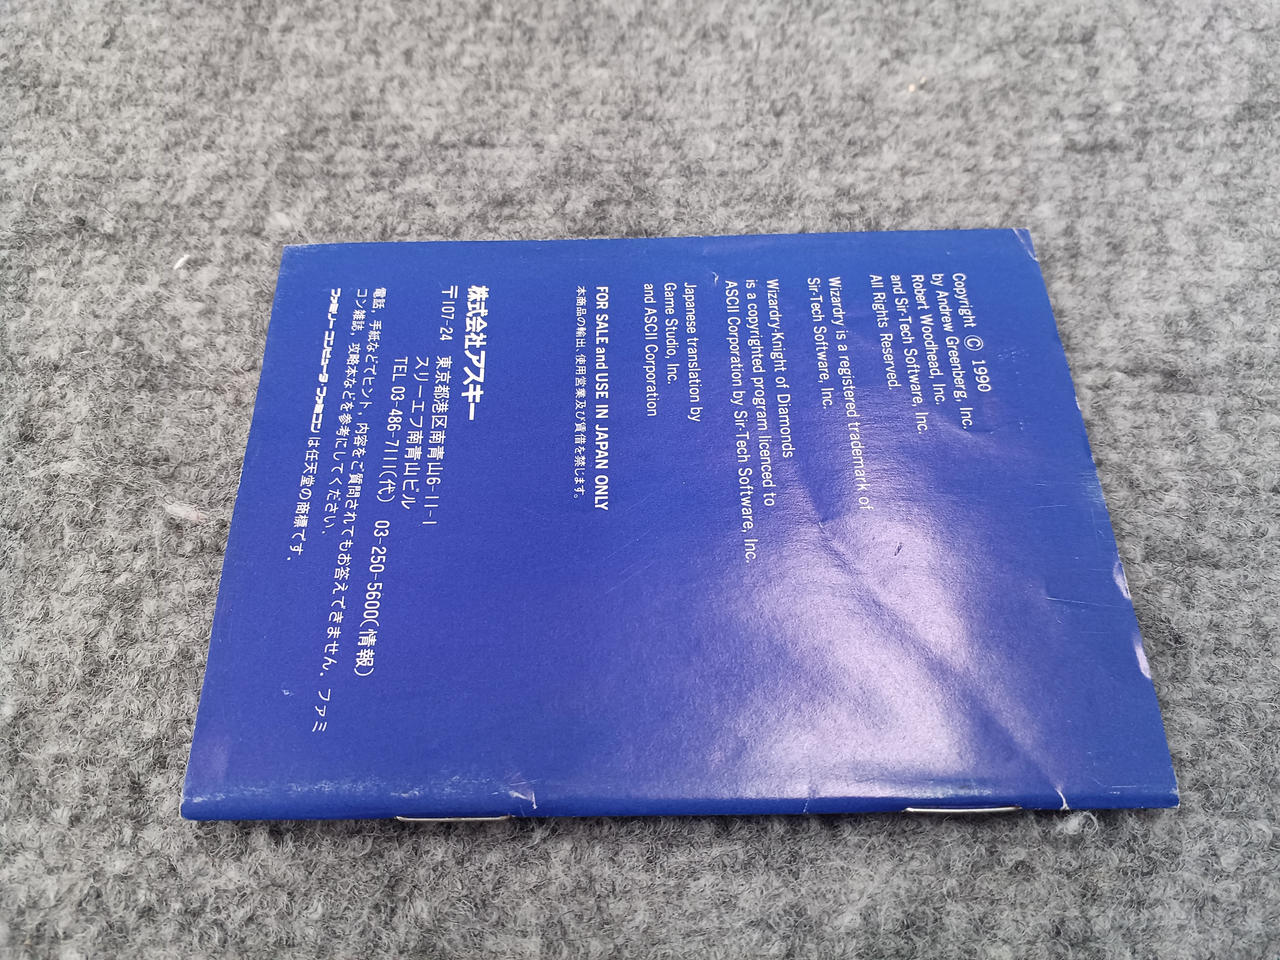 Copyright © 1990
by Andrew Greenberg, Inc.
Robert Woodhead, Inc.
and Sir-Tech Software, Inc.
All Rights Reserved.
Wizardry is a registered trademark of
Sir-Tech Software, Inc.
Wizardry-Knight of Diamonds
is a copyrighted program licenced to
ASCII Corporation by Sir-Tech Software, Inc.
Japanese translation by
Game Studio, Inc.
and ASCII Corporation
FOR SALE and USE IN JAPAN ONLY
本商品の輸出、使用営業及び賃借を禁じます。
株式会社アスキー
〒107-24 東京都港区南青山6-11-1
スリーエフ南青山ビル
TEL 03-486-7111(代) 03-250-5600(情報)
電話，手紙などでヒント，内容をご質問されてもお答えできません．ファミ
コン雑誌，攻略本などを参考にしてください．
ファミリーコンピュータ・ファミコンは任天堂の商標です．